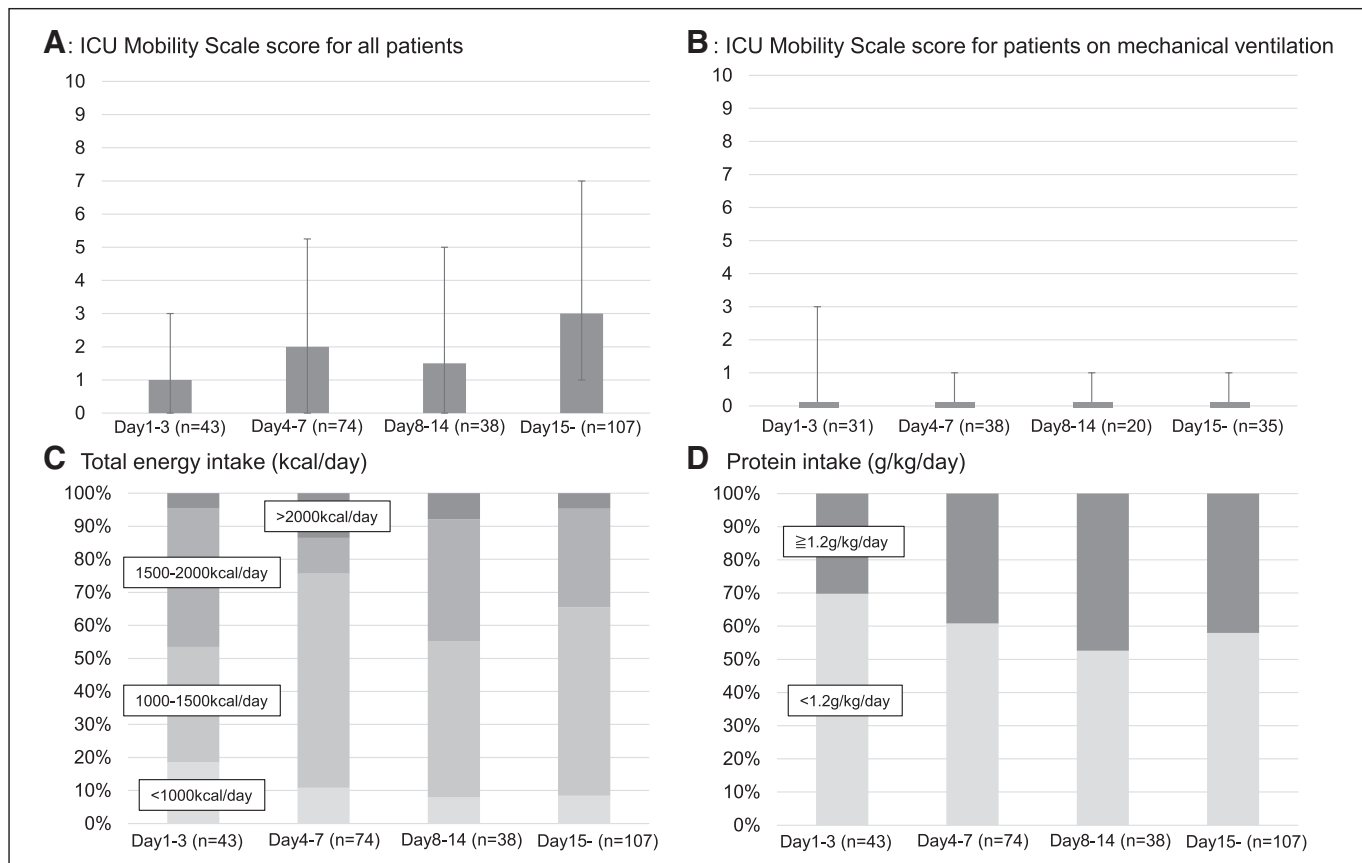 A: ICU Mobility Scale score for all patients
10
9
8
7
6
5
4
3
2
1
0
Day1-3 (n=43)
Day4-7 (n=74)
Day8-14 (n=38)
Day15- (n=107)
B: ICU Mobility Scale score for patients on mechanical ventilation
10
9
8
7
6
5
4
3
2
1
0
Day1-3 (n=31)
Day4-7 (n=38)
Day8-14 (n=20)
Day15- (n=35)
C Total energy intake (kcal/day)
100%
90%
80%
70%
60%
50%
40%
30%
20%
10%
0%
>2000kcal/day
1500-2000kcal/day
1000-1500kcal/day
<1000kcal/day
Day1-3 (n=43)
Day4-7 (n=74)
Day8-14 (n=38)
Day15- (n=107)
D Protein intake (g/kg/day)
100%
90%
80%
70%
60%
50%
40%
30%
20%
10%
0%
≧1.2g/kg/day
<1.2g/kg/day
Day1-3 (n=43)
Day4-7 (n=74)
Day8-14 (n=38)
Day15- (n=107)